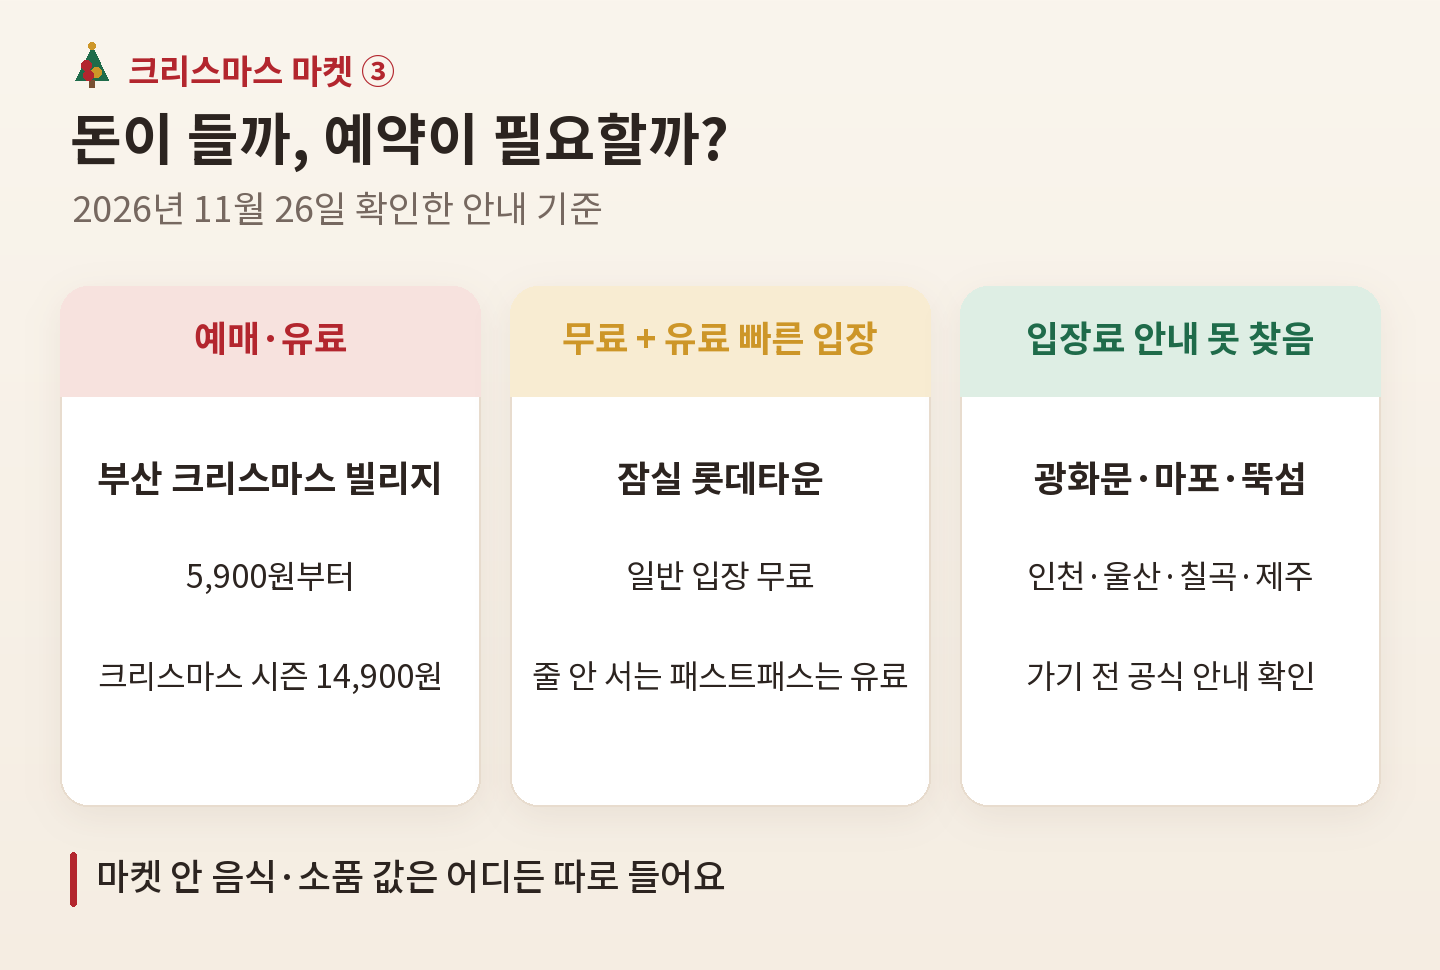 크리스마스 마켓 ③
돈이 들까, 예약이 필요할까?
2026년 11월 26일 확인한 안내 기준
예매·유료
부산 크리스마스 빌리지
5,900원부터
크리스마스 시즌 14,900원
무료 + 유료 빠른 입장
잠실 롯데타운
일반 입장 무료
줄 안 서는 패스트패스는 유료
입장료 안내 못 찾음
광화문·마포·뚝섬
인천·울산·칠곡·제주
가기 전 공식 안내 확인
마켓 안 음식·소품 값은 어디든 따로 들어요